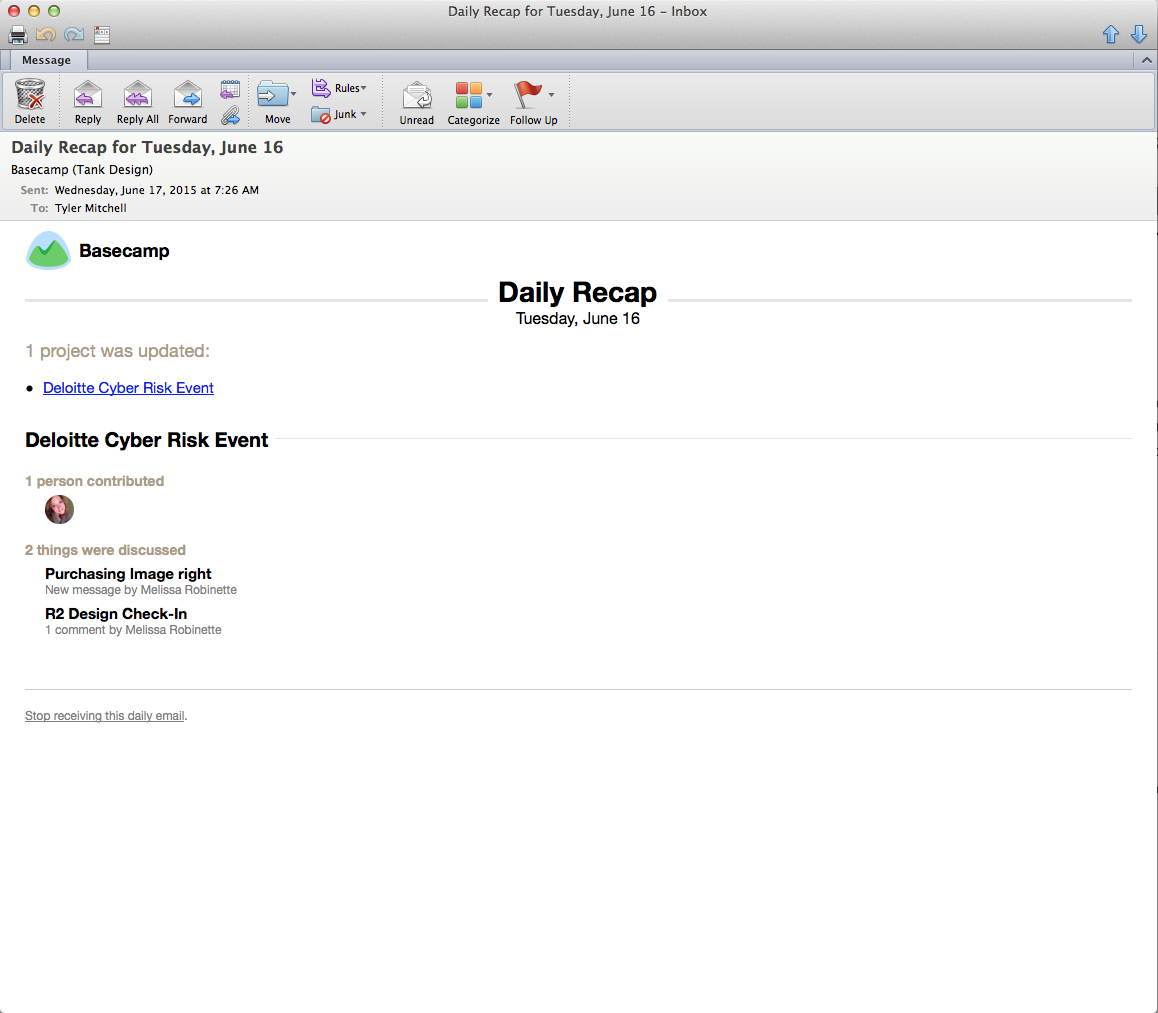 Daily Recap for Tuesday, June 16 – Inbox
Message
Delete
Reply
Reply All
Forward
Move
Rules
Junk
Unread
Categorize
Follow Up
Daily Recap for Tuesday, June 16
Basecamp (Tank Design)
Sent: Wednesday, June 17, 2015 at 7:26 AM
To: Tyler Mitchell
Basecamp
Daily Recap
Tuesday, June 16
1 project was updated:
• Deloitte Cyber Risk Event
Deloitte Cyber Risk Event
1 person contributed
2 things were discussed
Purchasing Image right
New message by Melissa Robinette
R2 Design Check-In
1 comment by Melissa Robinette
Stop receiving this daily email.